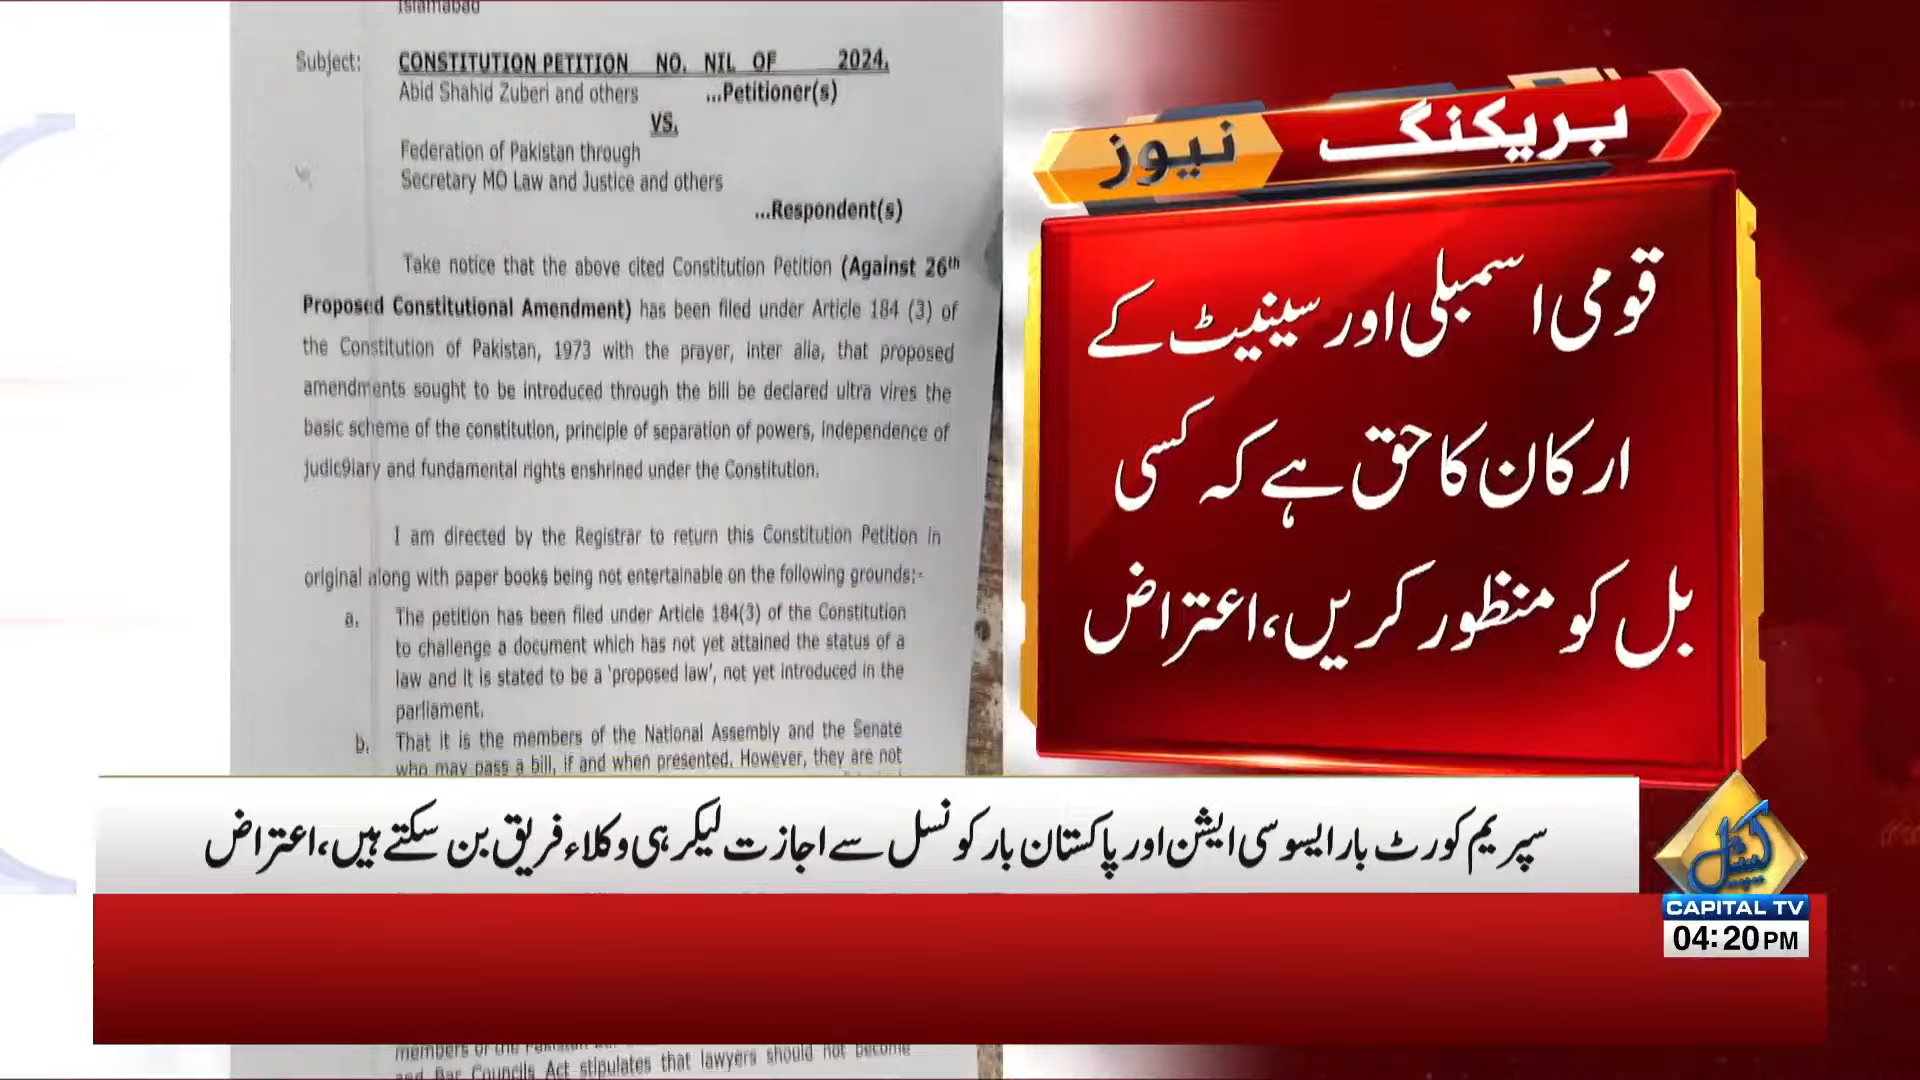 Islamabad
Subject: CONSTITUTION PETITION NO. NIL OF 2024.
Abid Shahid Zuberi and others ...Petitioner(s)
VS.
Federation of Pakistan through
Secretary MO Law and Justice and others
...Respondent(s)
Take notice that the above cited Constitution Petition (Against 26th
Proposed Constitutional Amendment) has been filed under Article 184 (3) of
the Constitution of Pakistan, 1973 with the prayer, inter alia, that proposed
amendments sought to be introduced through the bill be declared ultra vires the
basic scheme of the constitution, principle of separation of powers, independence of
judic9iary and fundamental rights enshrined under the Constitution.
I am directed by the Registrar to return this Constitution Petition in
original along with paper books being not entertainable on the following grounds:-
a. The petition has been filed under Article 184(3) of the Constitution
to challenge a document which has not yet attained the status of a
law and it is stated to be a 'proposed law', not yet introduced in the
parliament.
b. That it is the members of the National Assembly and the Senate
who may pass a bill, if and when presented. However, they are not
members of the Pakistan
and Bar Councils Act stipulates that lawyers should not become
بریکنگ نیوز
قومی اسمبلی اور سینیٹ کے
ارکان کا حق ہے کہ کسی
بل کو منظور کریں، اعتراض
سپریم کورٹ بار ایسوسی ایشن اور پاکستان بار کونسل سے اجازت لیکر ہی وکلاء فریق بن سکتے ہیں، اعتراض
کیپیٹل
CAPITAL TV
04:20 PM